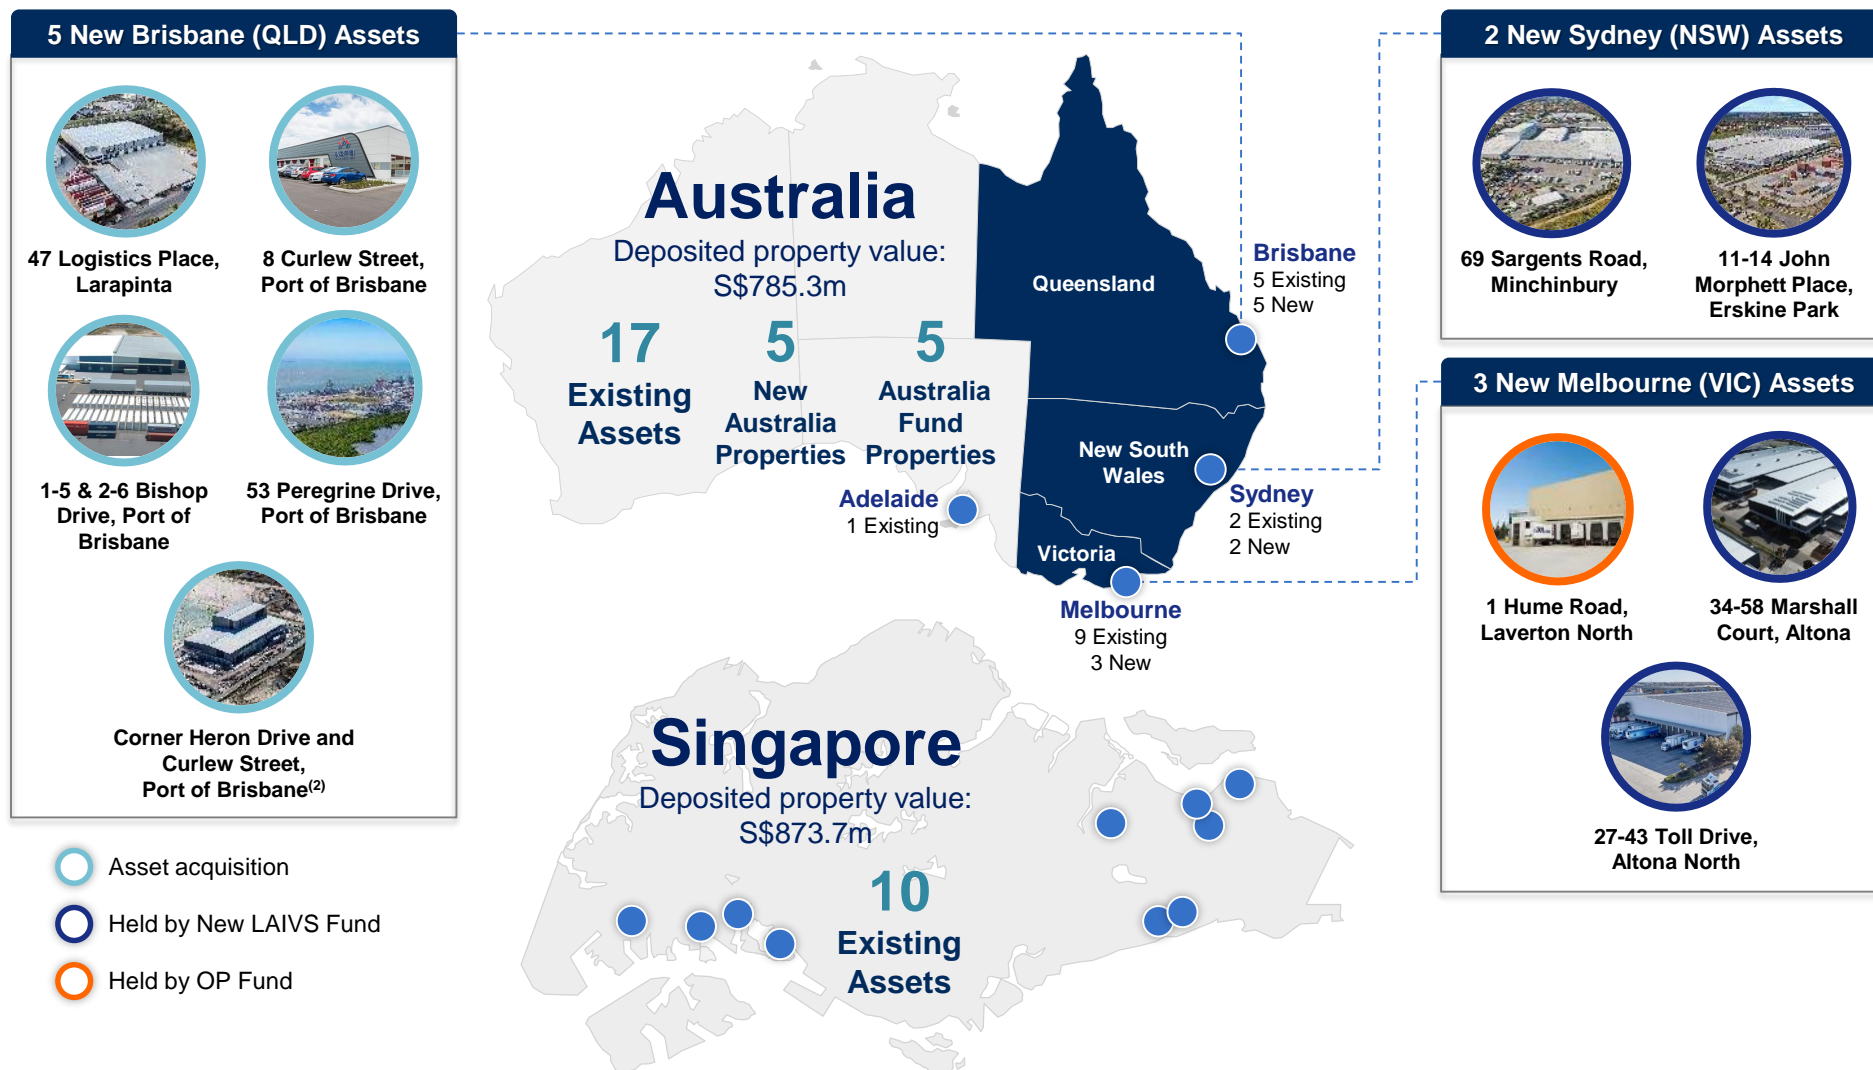 5 New Brisbane (QLD) Assets
47 Logistics Place,
Larapinta
8 Curlew Street,
Port of Brisbane
1-5 & 2-6 Bishop
Drive, Port of
Brisbane
53 Peregrine Drive,
Port of Brisbane
Corner Heron Drive and
Curlew Street,
Port of Brisbane(2)
Asset acquisition
Held by New LAIVS Fund
Held by OP Fund
Australia
Deposited property value:
S$785.3m
17
Existing
Assets
5
New
Australia
Properties
5
Australia
Fund
Properties
Queensland
New South
Wales
Victoria
Brisbane
5 Existing
5 New
Adelaide
1 Existing
Sydney
2 Existing
2 New
Melbourne
9 Existing
3 New
Singapore
Deposited property value:
S$873.7m
10
Existing
Assets
2 New Sydney (NSW) Assets
69 Sargents Road,
Minchinbury
11-14 John
Morphett Place,
Erskine Park
3 New Melbourne (VIC) Assets
1 Hume Road,
Laverton North
34-58 Marshall
Court, Altona
27-43 Toll Drive,
Altona North